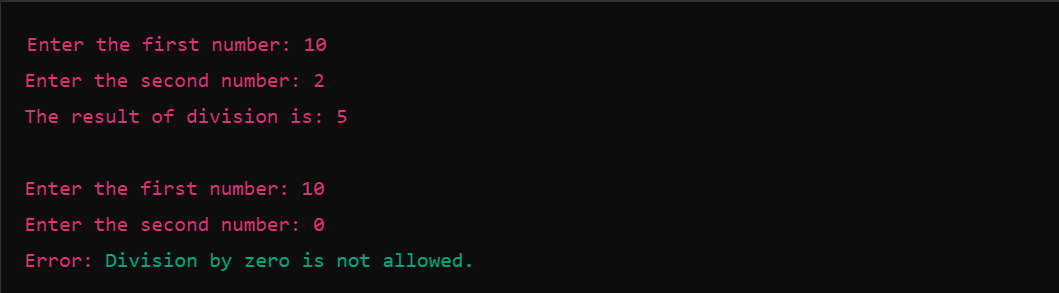 Enter the first number: 10
Enter the second number: 2
The result of division is: 5
Enter the first number: 10
Enter the second number: 0
Error: Division by zero is not allowed.